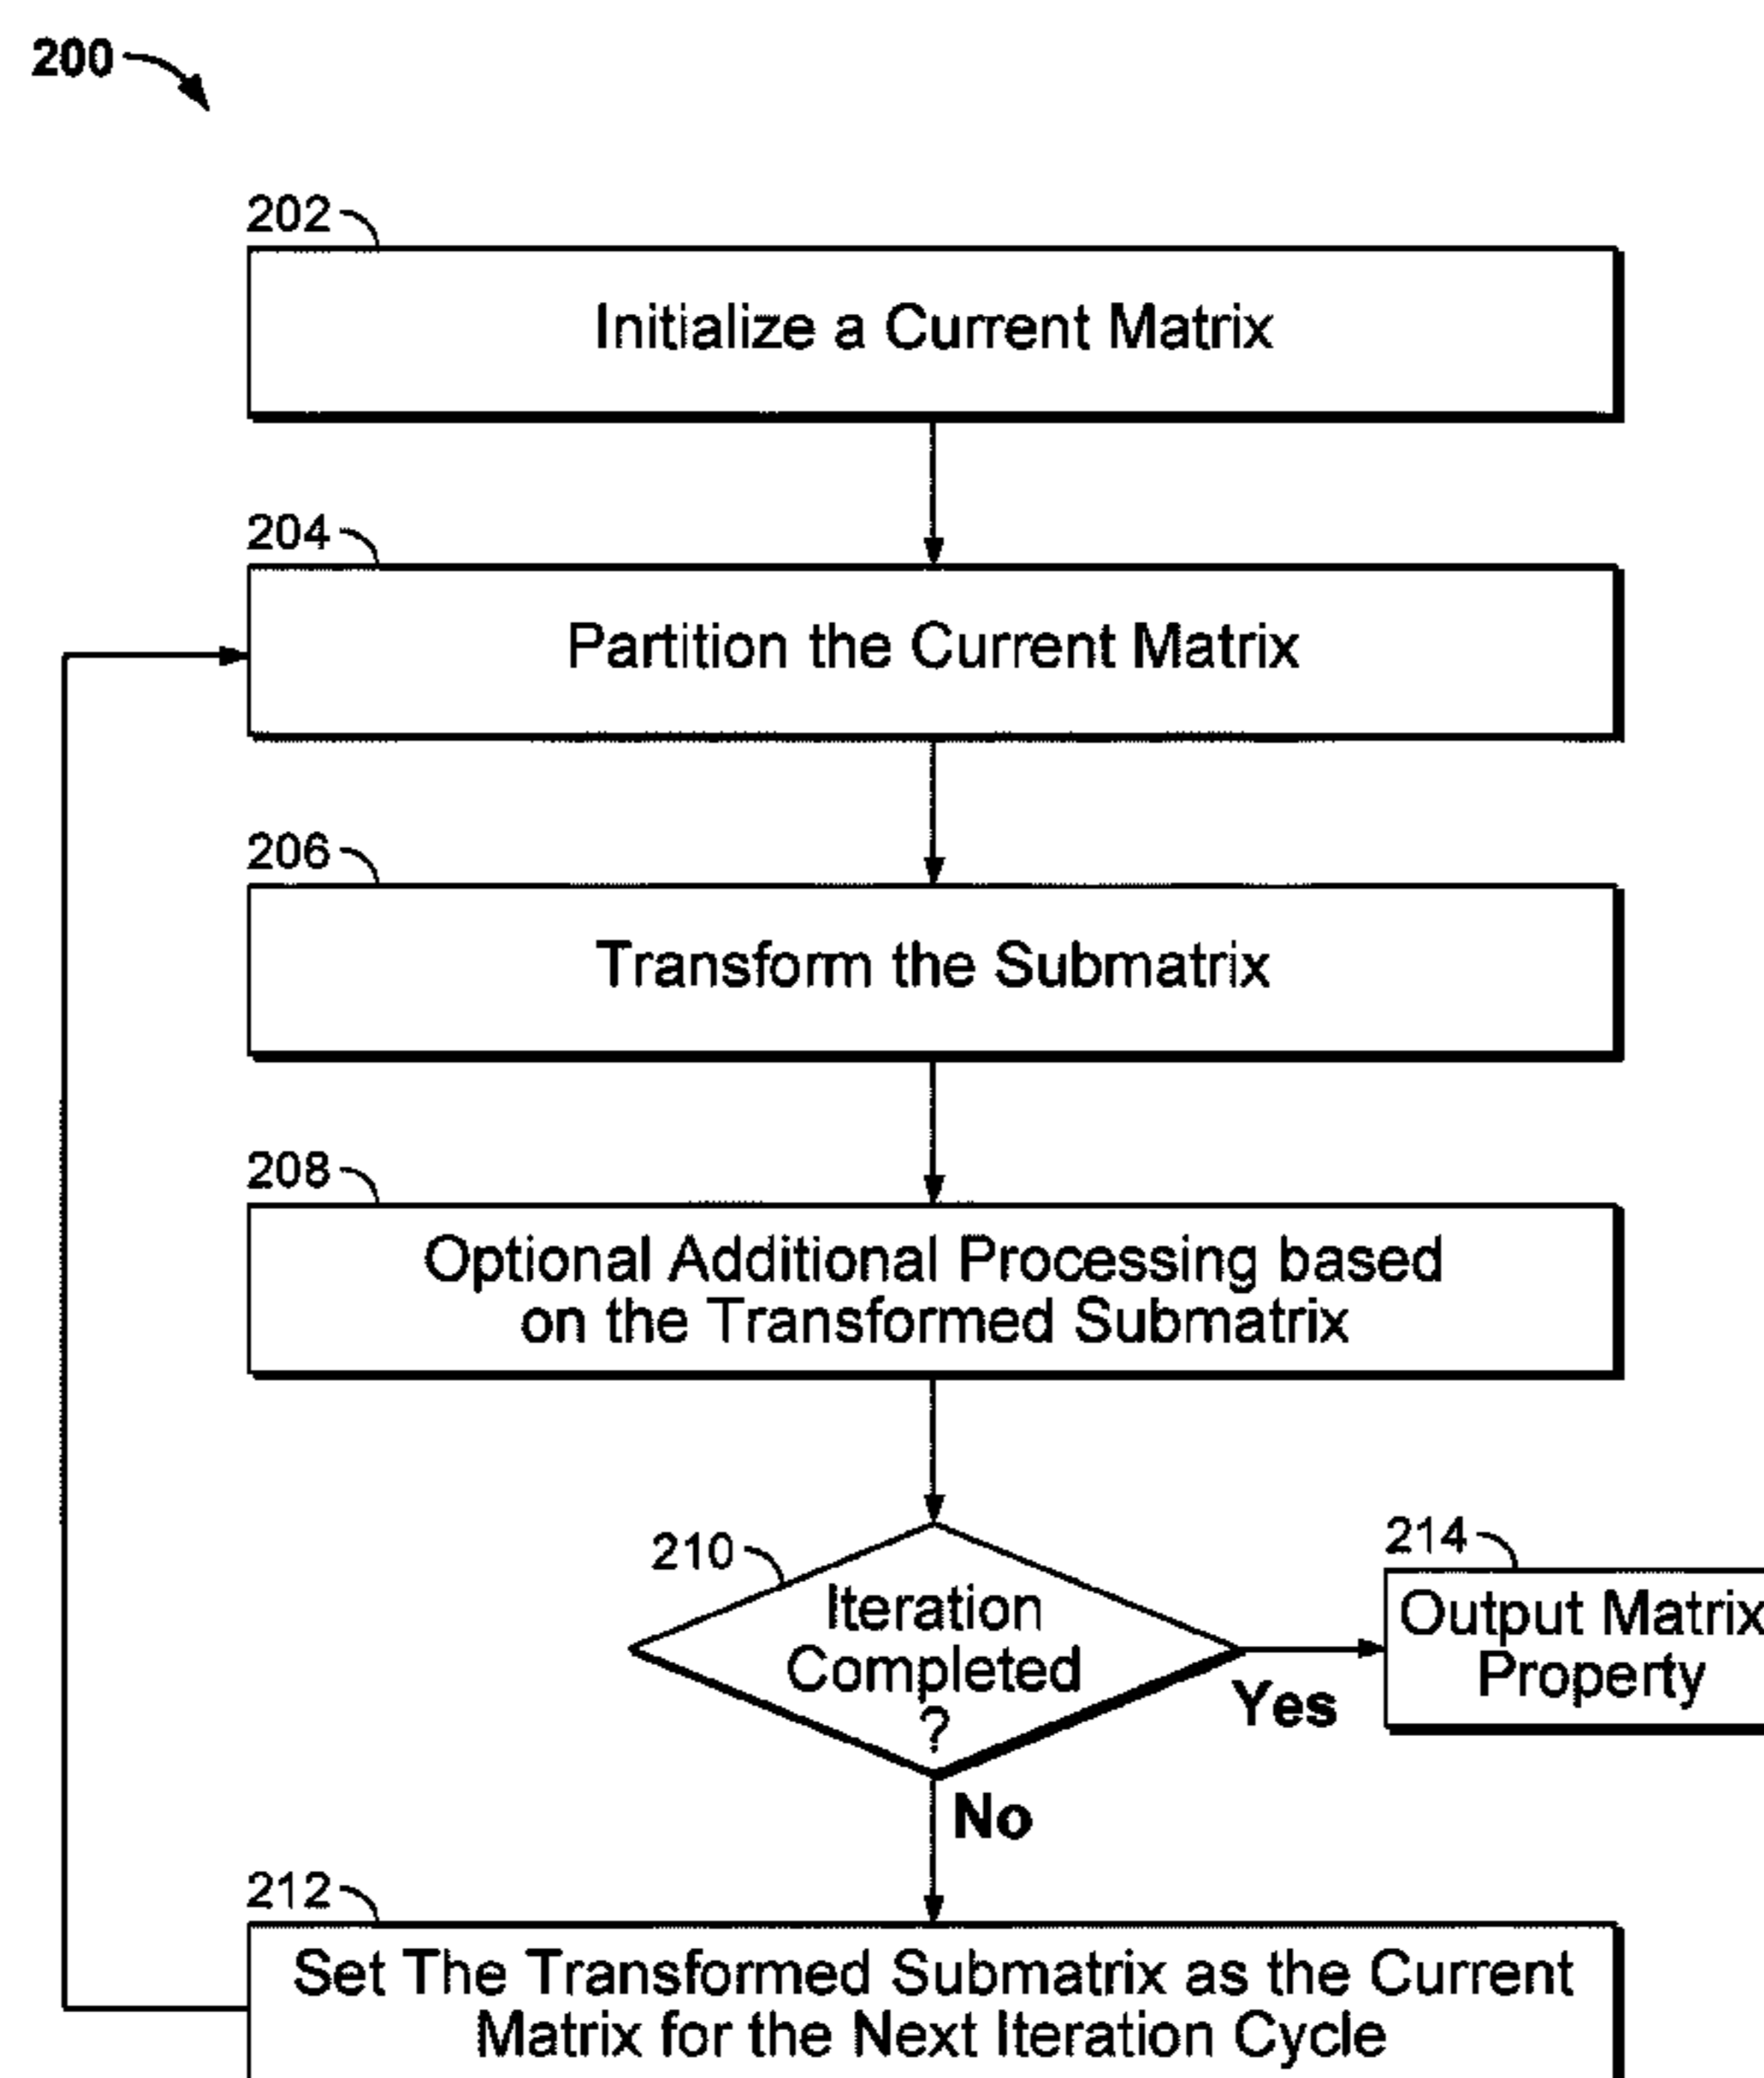 200
202
Initialize a Current Matrix
204
Partition the Current Matrix
206
Transform the Submatrix
208
Optional Additional Processing based
on the Transformed Submatrix
210
Iteration
Completed
?
Yes
214
Output Matrix
Property
No
212
Set The Transformed Submatrix as the Current
Matrix for the Next Iteration Cycle